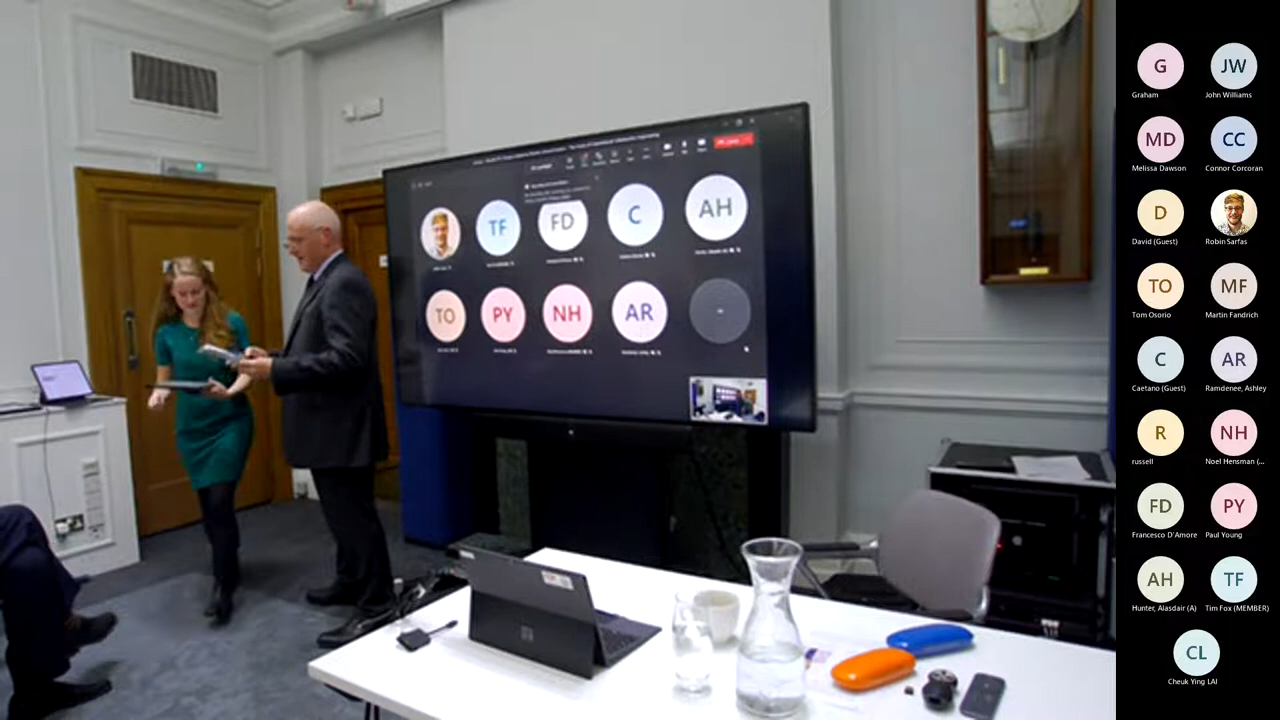 TF
FD
C
AH
TO
PY
NH
AR
G
JW
Graham
John Williams
MD
CC
Melissa Dawson
Connor Corcoran
D
David (Guest)
Robin Sarfas
TO
MF
Tom Osorio
Martin Fandrich
C
AR
Caetano (Guest)
Ramdenee, Ashley
R
NH
russell
Noel Hensman (...
FD
PY
Francesco D'Amore
Paul Young
AH
TF
Hunter, Alasdair (A)
Tim Fox (MEMBER)
CL
Cheuk Ying LAI